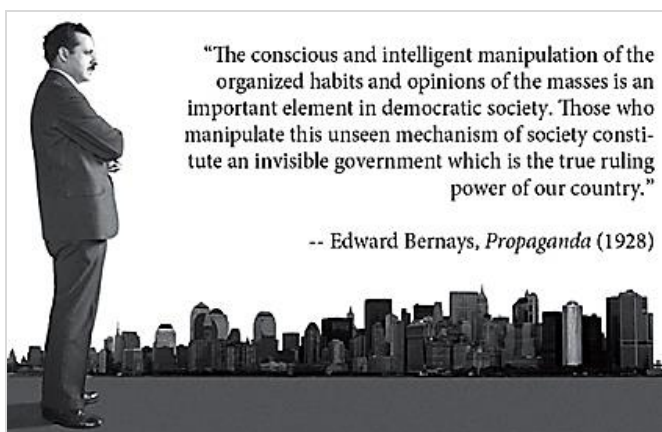 “The conscious and intelligent manipulation of the
organized habits and opinions of the masses is an
important element in democratic society. Those who
manipulate this unseen mechanism of society consti-
tute an invisible government which is the true ruling
power of our country.”
-- Edward Bernays, Propaganda (1928)